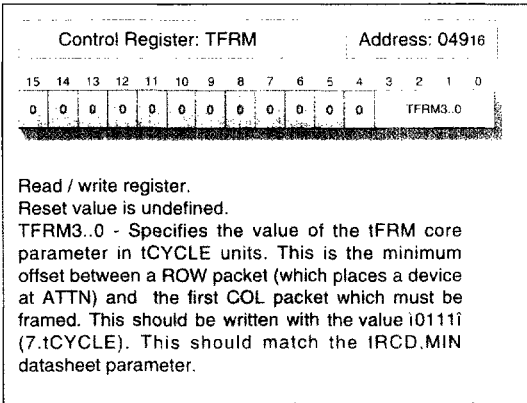 Control Register: TFRM Address: 04916
15 14 13 12 11 10 9 8 7 6 5 4 3 2 1 0
0 0 0 0 0 0 0 0 0 0 0 0 TFRM3..0
Read / write register.
Reset value is undefined.
TFRM3..0 - Specifies the value of the tFRM core
parameter in tCYCLE units. This is the minimum
offset between a ROW packet (which places a device
at ATTN) and the first COL packet which must be
framed. This should be written with the value ì0111î
(7.tCYCLE). This should match the tRCD,MIN
datasheet parameter.